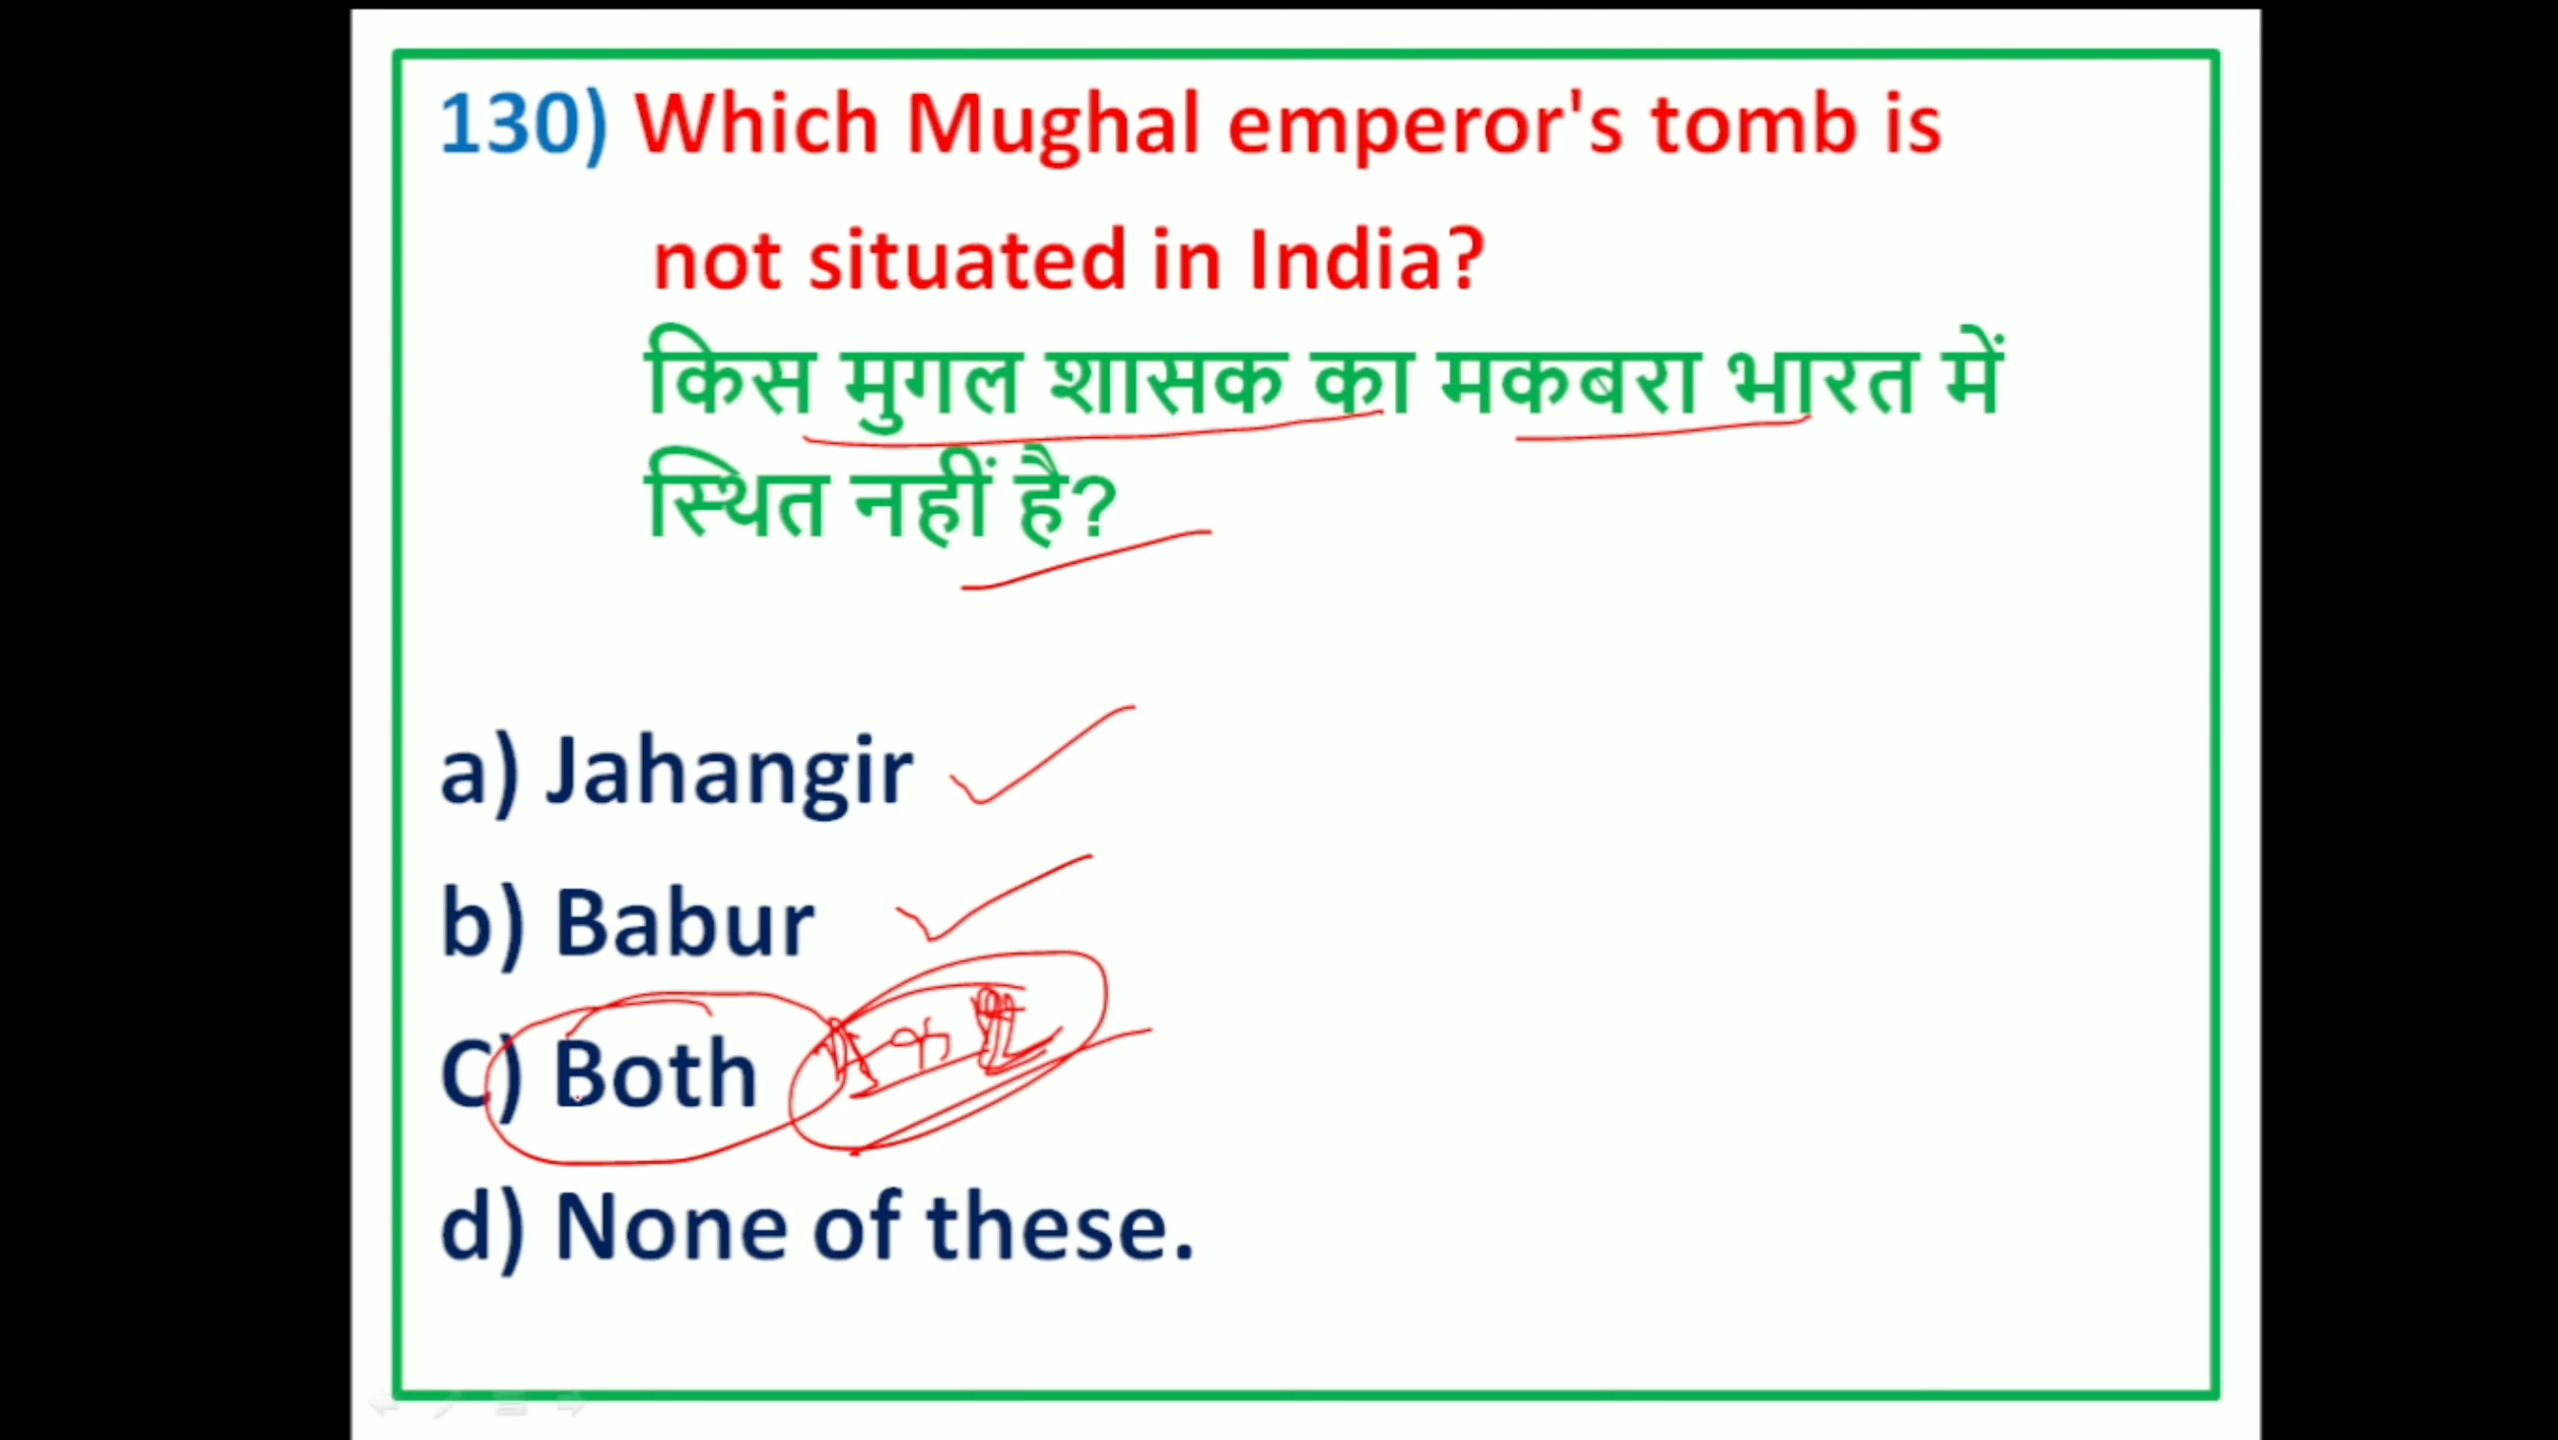 130) Which Mughal emperor's tomb is
not situated in India?
किस मुगल शासक का मकबरा भारत में
स्थित नहीं है?
a) Jahangir
b) Babur
C) Both
d) None of these.